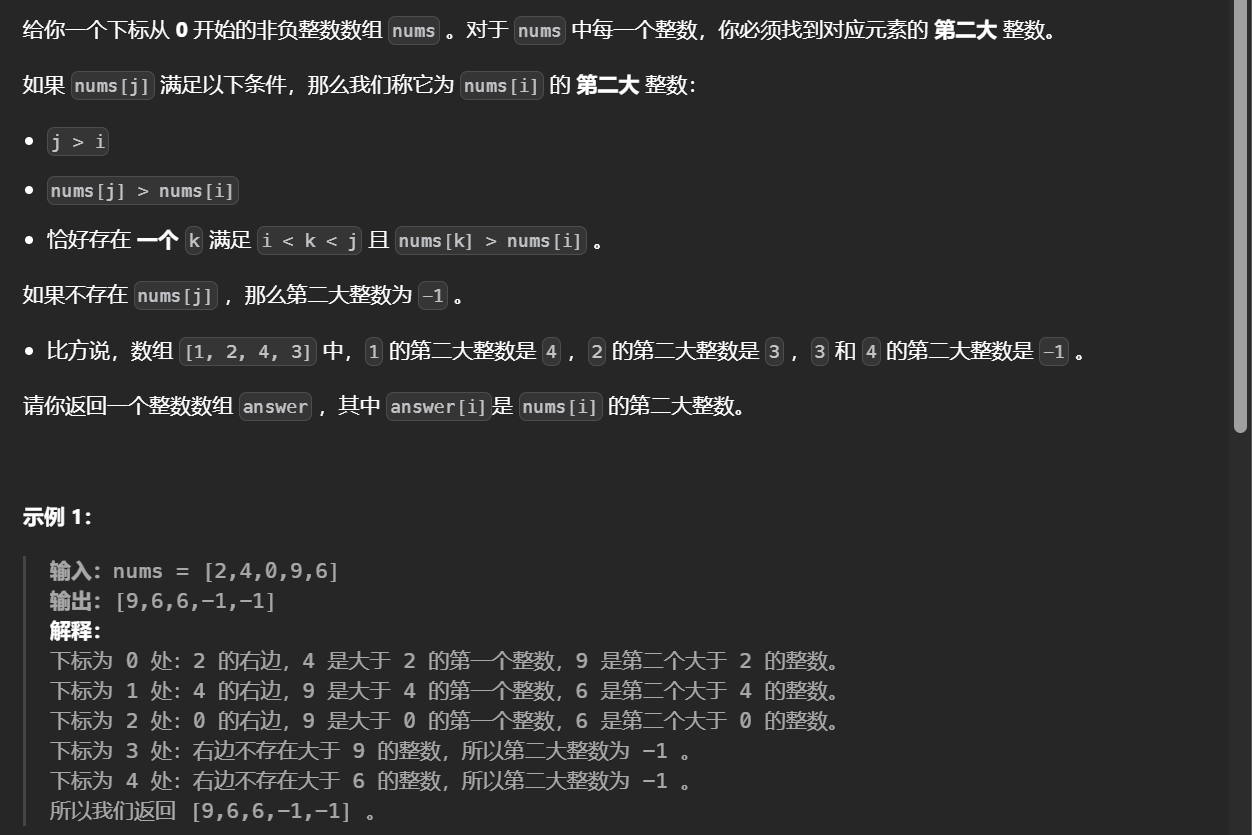 给你一个下标从 0 开始的非负整数数组 nums 。对于 nums 中每一个整数，你必须找到对应元素的 第二大 整数。
如果 nums[j] 满足以下条件，那么我们称它为 nums[i] 的 第二大 整数：
• j > i
• nums[j] > nums[i]
• 恰好存在 一个 k 满足 i < k < j 且 nums[k] > nums[i] 。
如果不存在 nums[j] ，那么第二大整数为 -1 。
• 比方说，数组 [1, 2, 4, 3] 中，1 的第二大整数是 4 ，2 的第二大整数是 3 ，3 和 4 的第二大整数是 -1 。
请你返回一个整数数组 answer ，其中 answer[i]是 nums[i] 的第二大整数。
示例 1：
输入：nums = [2,4,0,9,6]
输出：[9,6,6,-1,-1]
解释：
下标为 0 处：2 的右边，4 是大于 2 的第一个整数，9 是第二个大于 2 的整数。
下标为 1 处：4 的右边，9 是大于 4 的第一个整数，6 是第二个大于 4 的整数。
下标为 2 处：0 的右边，9 是大于 0 的第一个整数，6 是第二个大于 0 的整数。
下标为 3 处：右边不存在大于 9 的整数，所以第二大整数为 -1 。
下标为 4 处：右边不存在大于 6 的整数，所以第二大整数为 -1 。
所以我们返回 [9,6,6,-1,-1] 。